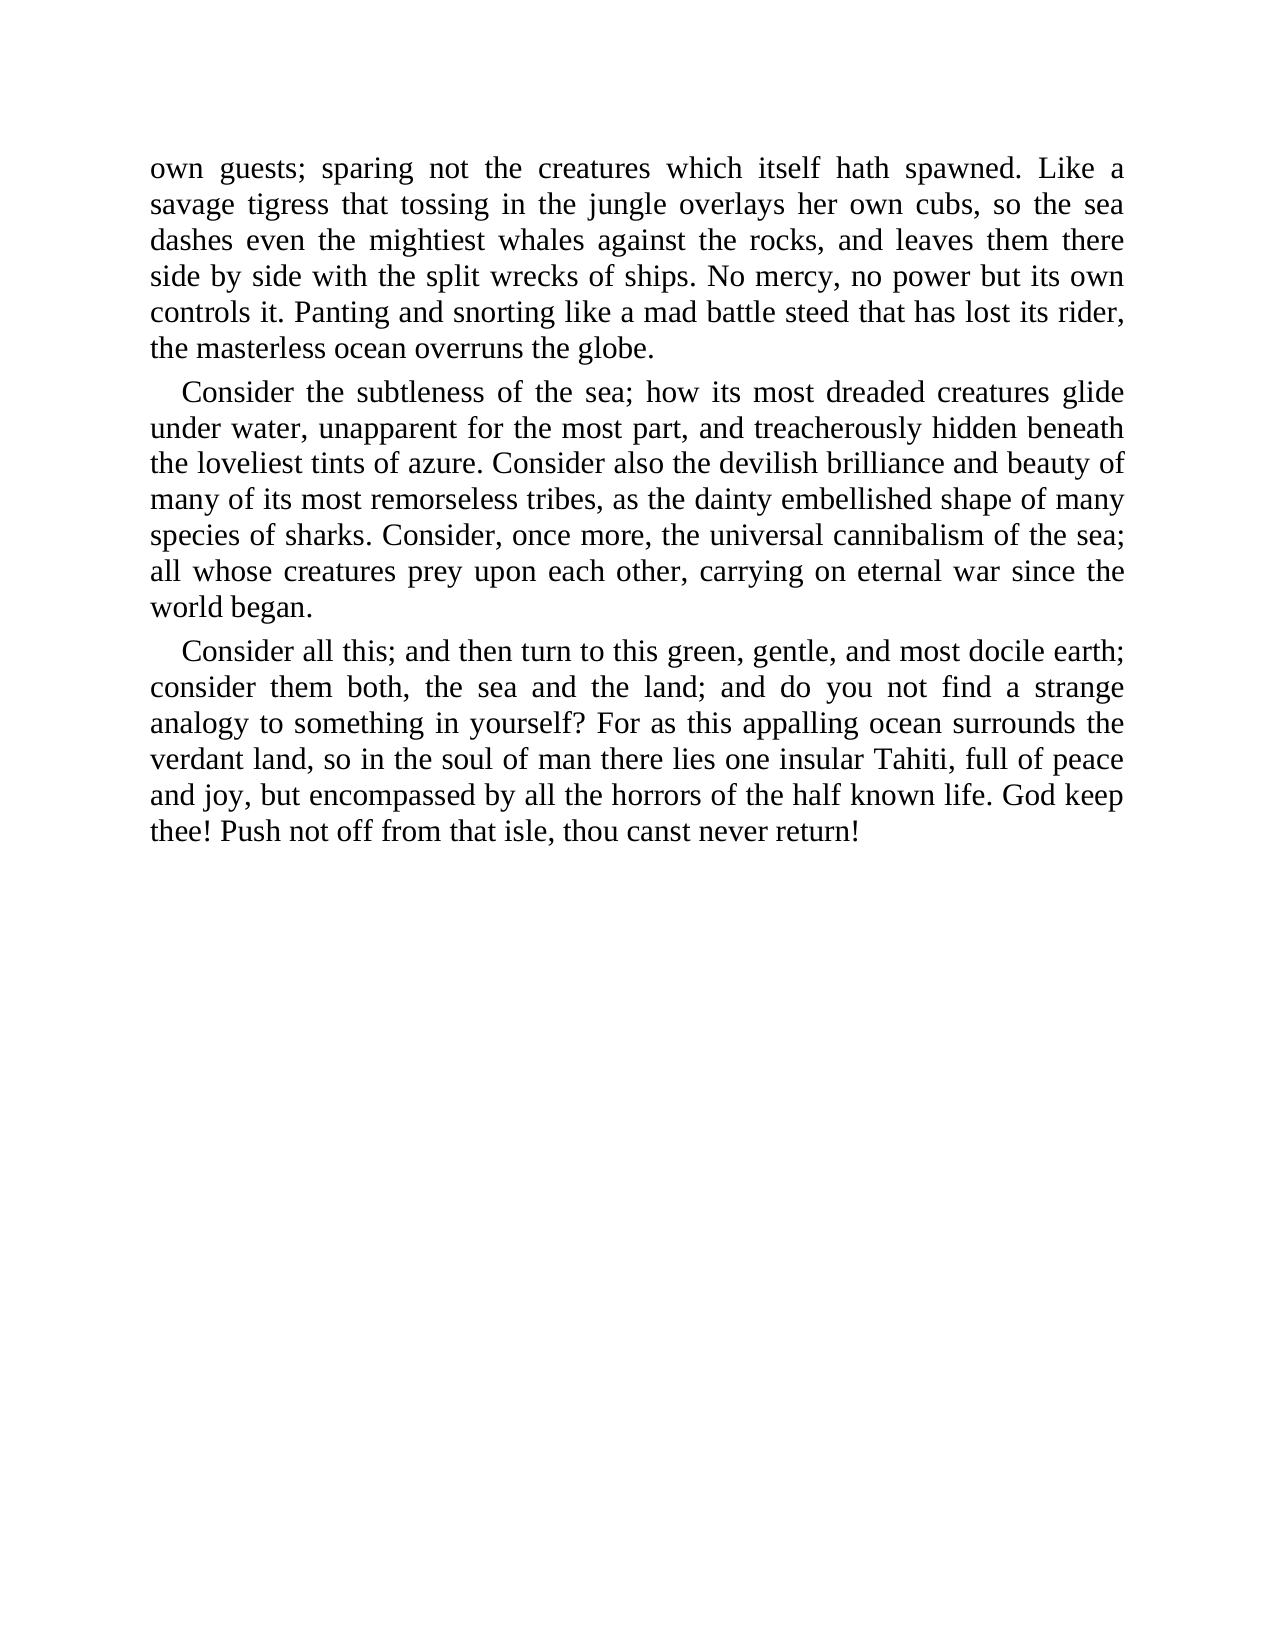 own guests; sparing not the creatures which itself hath spawned. Like a
savage tigress that tossing in the jungle overlays her own cubs, so the sea
dashes even the mightiest whales against the rocks, and leaves them there
side by side with the split wrecks of ships. No mercy, no power but its own
controls it. Panting and snorting like a mad battle steed that has lost its rider,
the masterless ocean overruns the globe.
Consider the subtleness of the sea; how its most dreaded creatures glide
under water, unapparent for the most part, and treacherously hidden beneath
the loveliest tints of azure. Consider also the devilish brilliance and beauty of
many of its most remorseless tribes, as the dainty embellished shape of many
species of sharks. Consider, once more, the universal cannibalism of the sea;
all whose creatures prey upon each other, carrying on eternal war since the
world began.
Consider all this; and then turn to this green, gentle, and most docile earth;
consider them both, the sea and the land; and do you not find a strange
analogy to something in yourself? For as this appalling ocean surrounds the
verdant land, so in the soul of man there lies one insular Tahiti, full of peace
and joy, but encompassed by all the horrors of the half known life. God keep
thee! Push not off from that isle, thou canst never return!